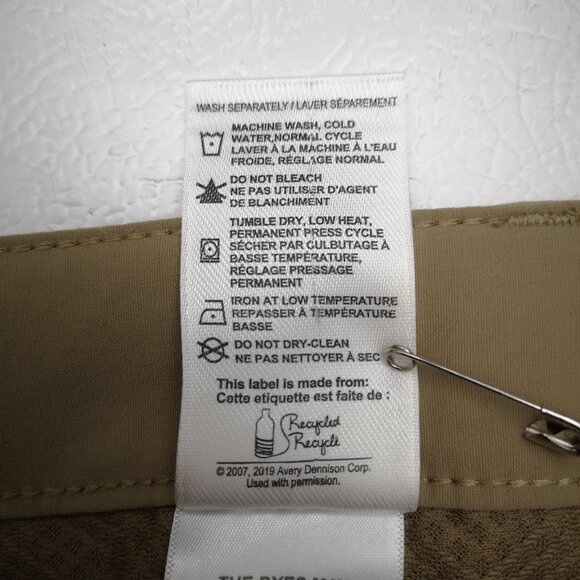 WASH SEPARATELY / LAVER SÉPAREMENT
MACHINE WASH, COLD
WATER,NORMAL CYCLE
LAVER À LA MACHINE À L'EAU
FROIDE, RÉGLAGE NORMAL
DO NOT BLEACH
NE PAS UTILISER D'AGENT
DE BLANCHIMENT
TUMBLE DRY, LOW HEAT,
PERMANENT PRESS CYCLE
SÉCHER PAR CULBUTAGE À
BASSE TEMPÉRATURE,
RÉGLAGE PRESSAGE
PERMANENT
IRON AT LOW TEMPERATURE
REPASSER À TEMPÉRATURE
BASSE
DO NOT DRY-CLEAN
NE PAS NETTOYER À SEC
This label is made from:
Cette etiquette est faite de :
Recycled
Recyclé
© 2007, 2019 Avery Dennison Corp.
Used with permission.